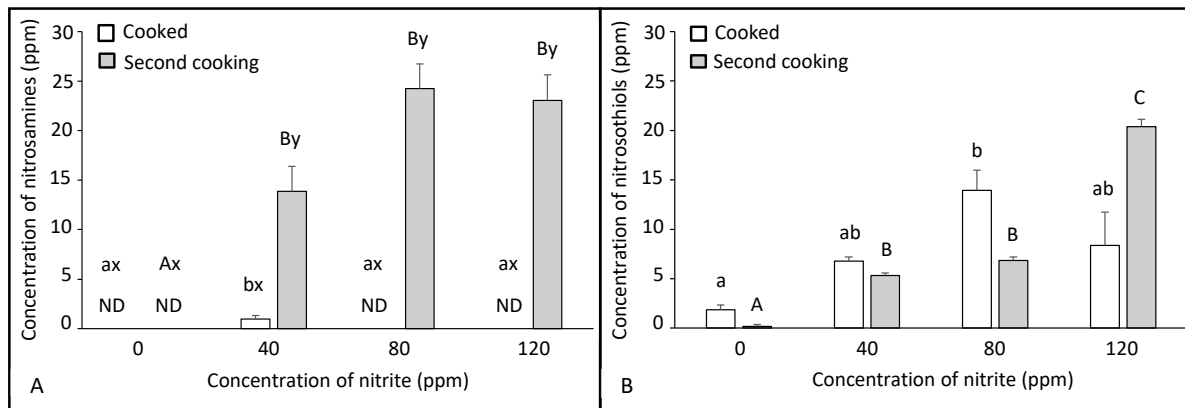 Concentration of nitrosamines (ppm)
30
25
20
15
10
5
0
Cooked
Second cooking
ax
ND
Ax
ND
bx
By
ax
ND
By
ax
ND
By
0
40
80
120
Concentration of nitrite (ppm)
A
Concentration of nitrosothiols (ppm)
30
25
20
15
10
5
0
Cooked
Second cooking
a
A
ab
B
b
B
ab
C
0
40
80
120
Concentration of nitrite (ppm)
B